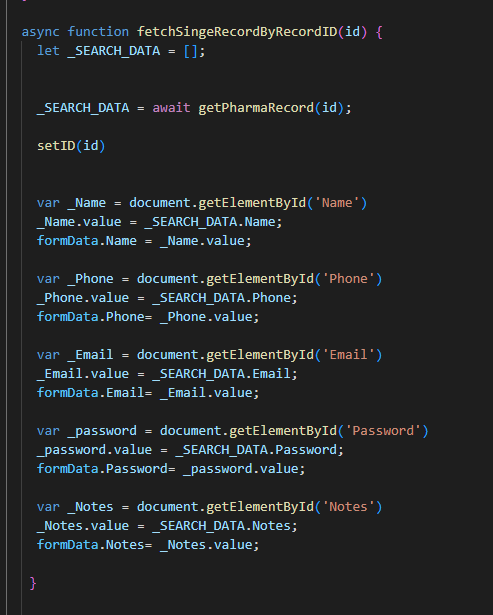 async function fetchSingeRecordByRecordID(id) {
let _SEARCH_DATA = [];
_SEARCH_DATA = await getPharmaRecord(id);
setID(id)
var _Name = document.getElementById('Name')
_Name.value = _SEARCH_DATA.Name;
formData.Name = _Name.value;
var _Phone = document.getElementById('Phone')
_Phone.value = _SEARCH_DATA.Phone;
formData.Phone= _Phone.value;
var _Email = document.getElementById('Email')
_Email.value = _SEARCH_DATA.Email;
formData.Email= _Email.value;
var _password = document.getElementById('Password')
_password.value = _SEARCH_DATA.Password;
formData.Password= _password.value;
var _Notes = document.getElementById('Notes')
_Notes.value = _SEARCH_DATA.Notes;
formData.Notes= _Notes.value;
}